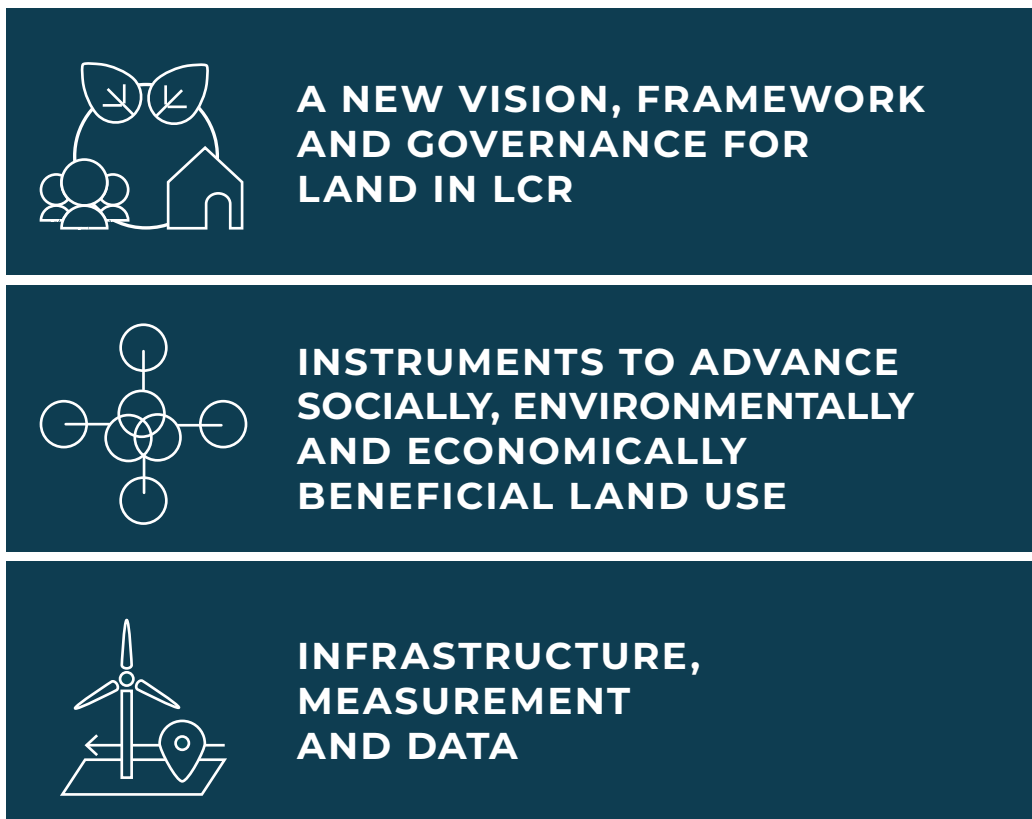 A NEW VISION, FRAMEWORK
AND GOVERNANCE FOR
LAND IN LCR
INSTRUMENTS TO ADVANCE
SOCIALLY, ENVIRONMENTALLY
AND ECONOMICALLY
BENEFICIAL LAND USE
INFRASTRUCTURE,
MEASUREMENT
AND DATA